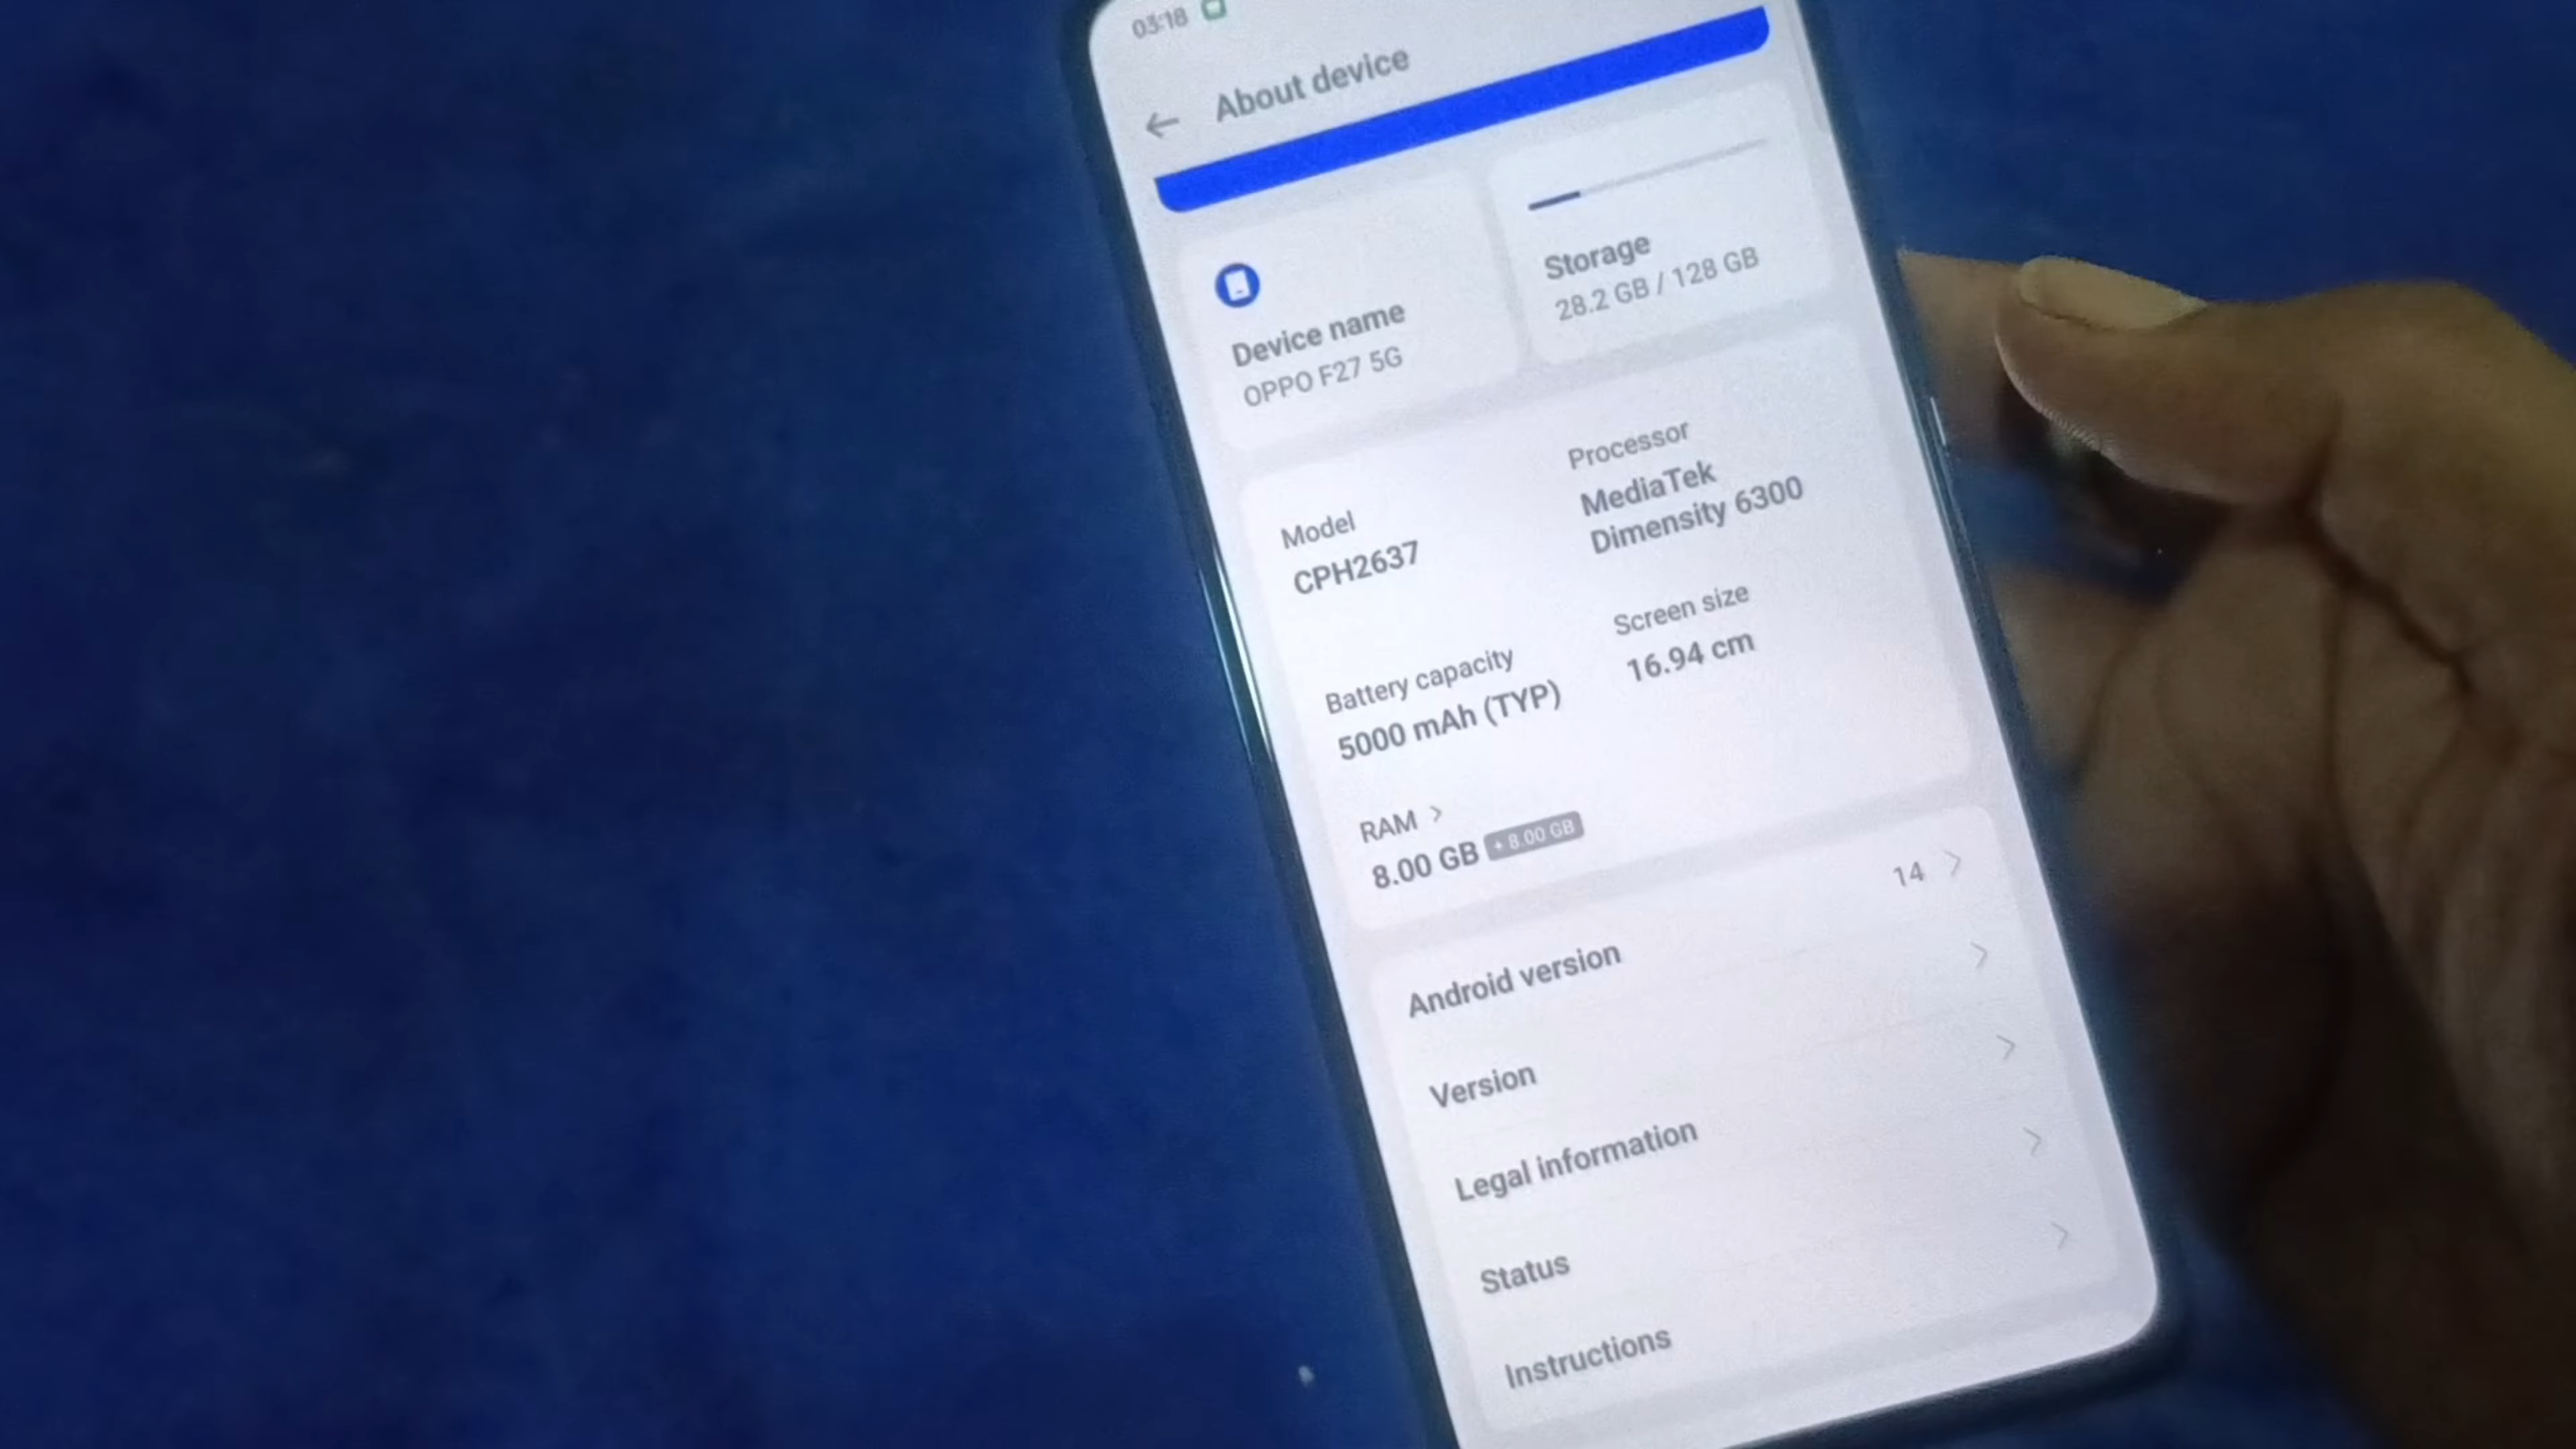 03:18
About device
Storage
28.2 GB / 128 GB
Device name
OPPO F27 5G
Processor
MediaTek
Dimensity 6300
Model
CPH2637
Screen size
16.94 cm
Battery capacity
5000 mAh (TYP)
RAM >
8.00 GB + 8.00 GB
Android version 14 >
Version >
Legal information >
Status >
Instructions >